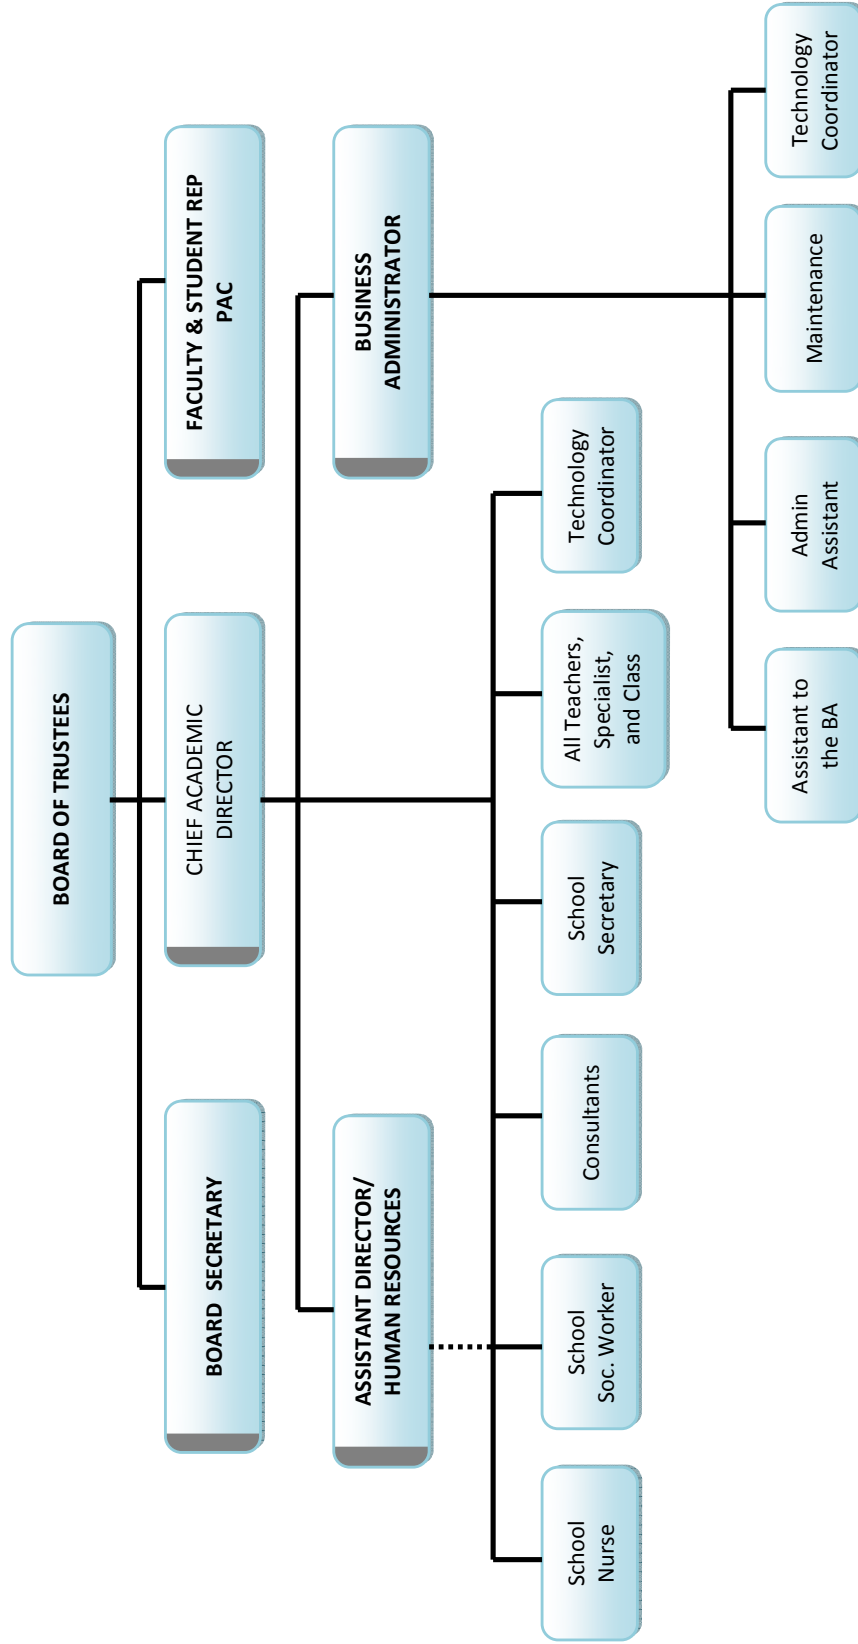 BOARD OF TRUSTEES
BOARD  SECRETARY
CHIEF ACADEMIC
DIRECTOR
FACULTY & STUDENT REP
PAC
ASSISTANT DIRECTOR/
HUMAN RESOURCES
BUSINESS
ADMINISTRATOR
School
Nurse
School
Soc. Worker
Consultants
School
Secretary
All Teachers,
Specialist,
and Class
Technology
Coordinator
Assistant to
the BA
Admin
Assistant
Maintenance
Technology
Coordinator